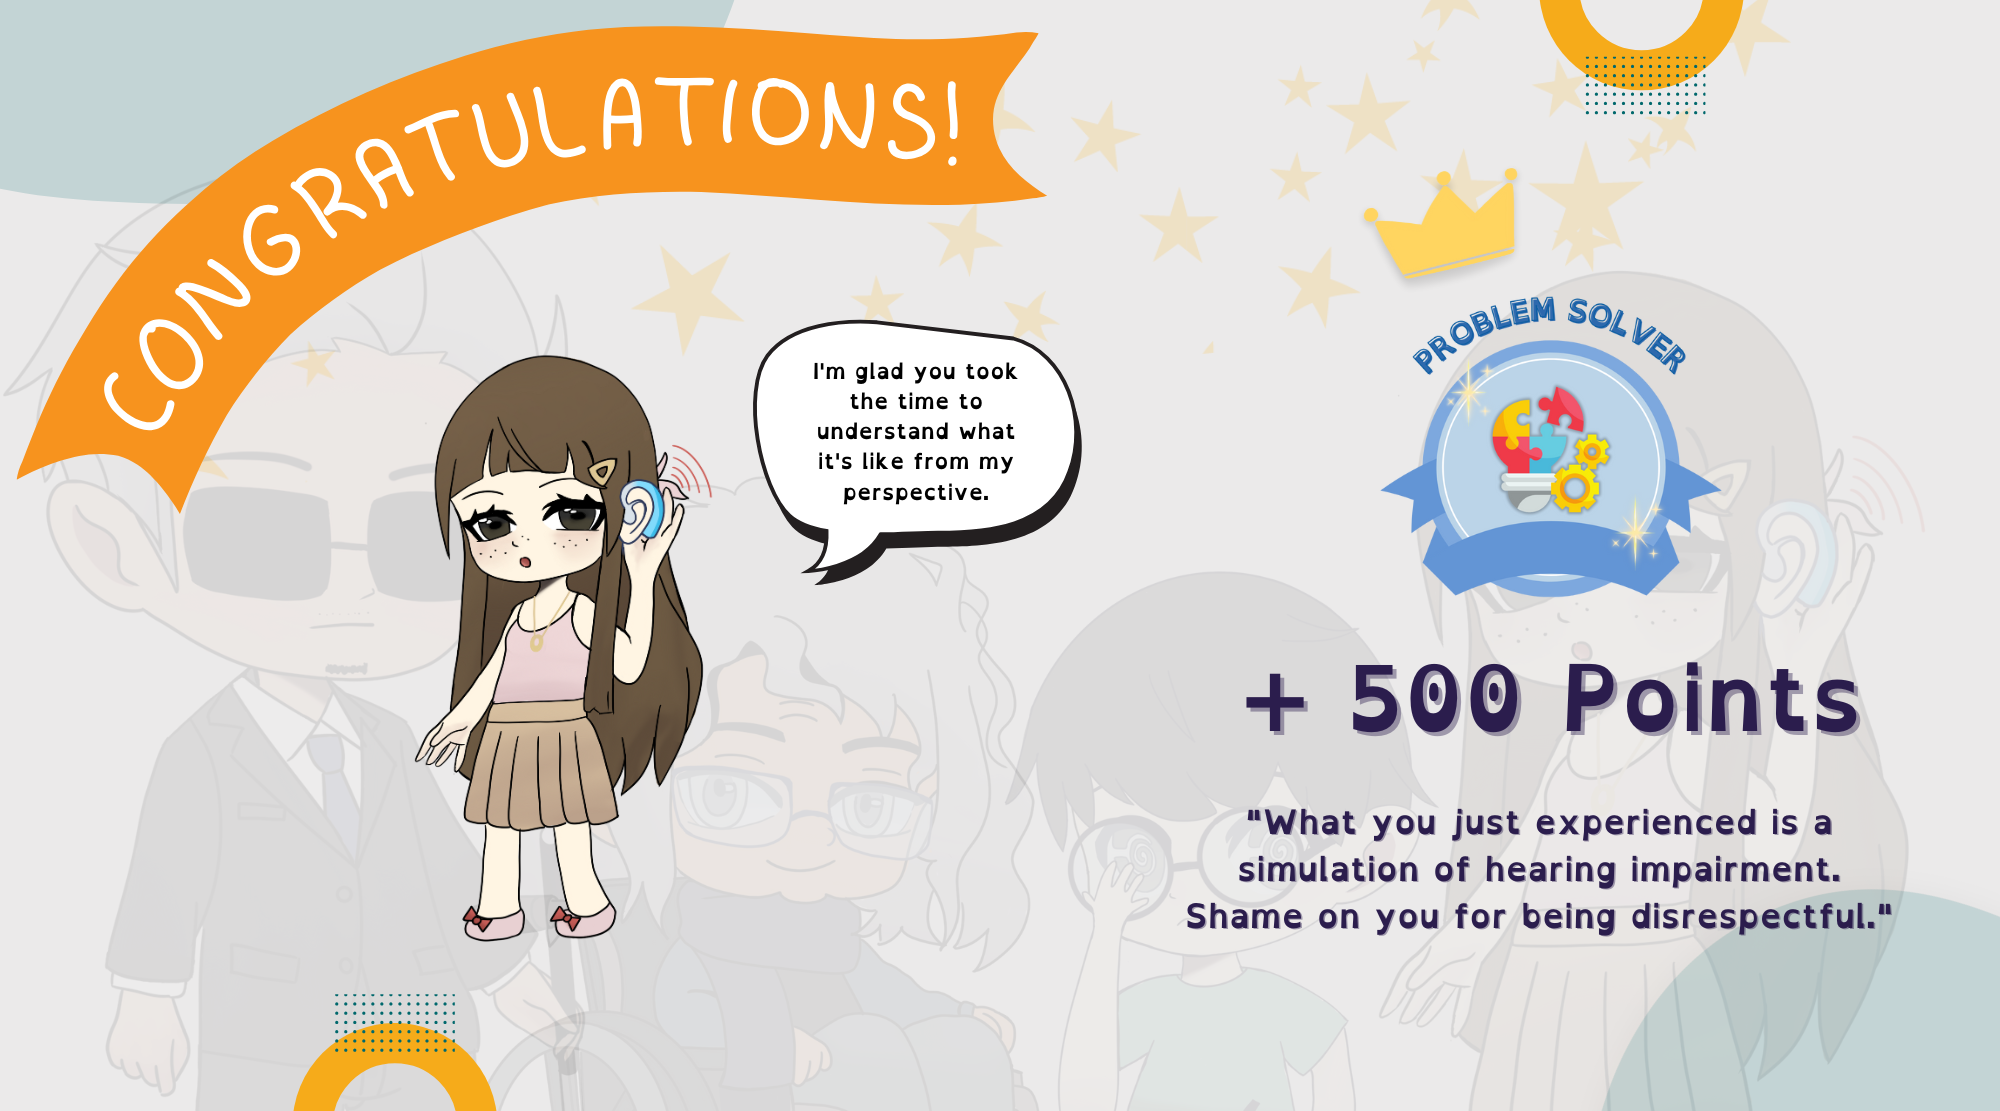 CONGRATULATIONS!
I'm glad you took
the time to
understand what
it's like from my
perspective.
PROBLEM SOLVER
+ 500 Points
"What you just experienced is a
simulation of hearing impairment.
Shame on you for being disrespectful."